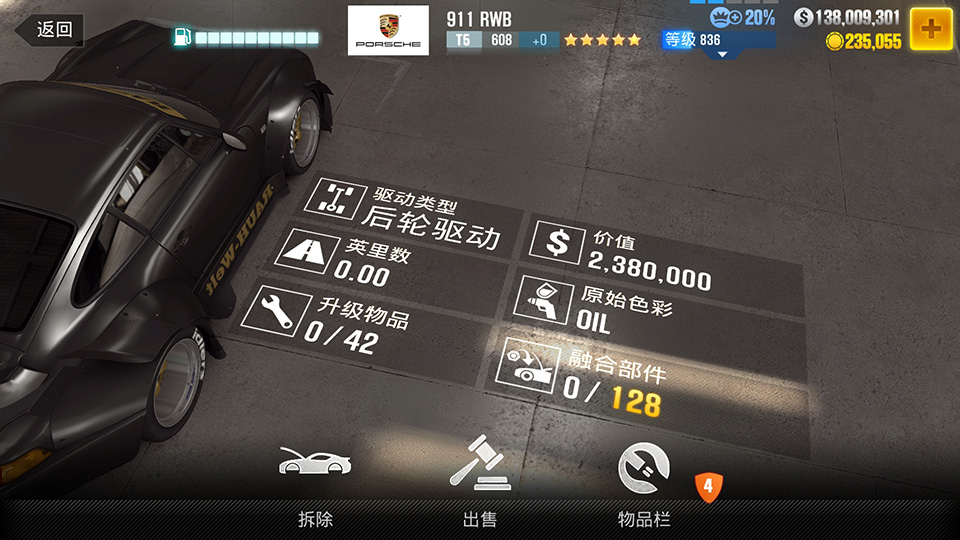 返回
PORSCHE
911 RWB
T5 608 +0
20%
138,009,301
等级 836
235,055
驱动类型
后轮驱动
英里数
0.00
升级物品
0/42
价值
2,380,000
原始色彩
OIL
融合部件
0/128
RAUH-Welt
拆除
出售
物品栏
4